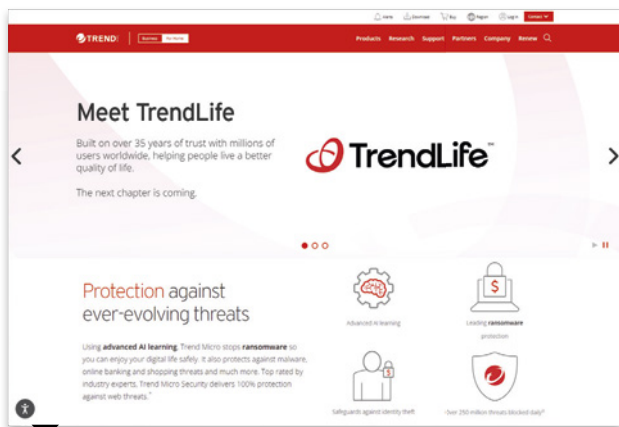 Alerts Downloads Buy Region Log In Contact
TREND Business For Home Products Research Support Partners Company Renew
Meet TrendLife
Built on over 35 years of trust with millions of
users worldwide, helping people live a better
quality of life.
The next chapter is coming.
TrendLife™
Protection against
ever-evolving threats
Using advanced AI learning, Trend Micro stops ransomware so
you can enjoy your digital life safely. It also protects against malware,
online banking and shopping threats and much more. Top rated by
industry experts, Trend Micro Security delivers 100% protection
against web threats.*
Advanced AI learning
Leading ransomware
protection
Safeguards against identity theft
Over 250 million threats blocked daily